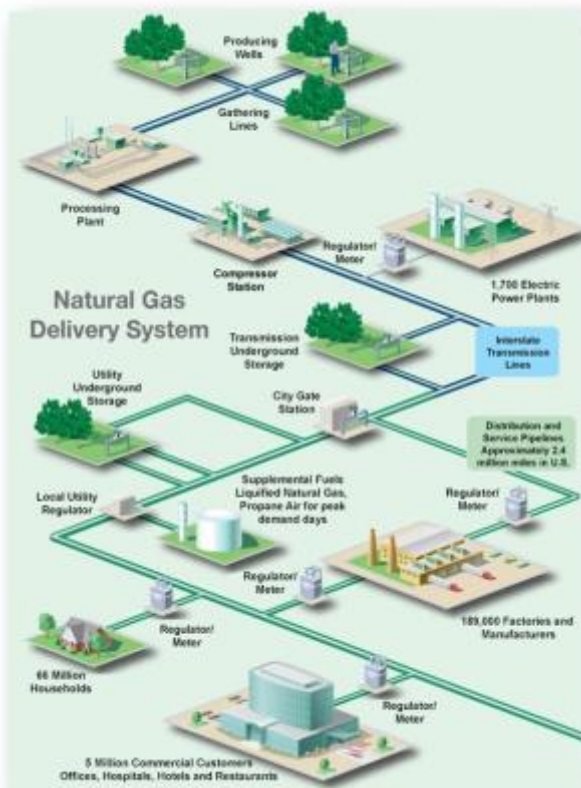 Producing
Wells
Gathering
Lines
Processing
Plant
Compressor
Station
Regulator/
Meter
1,700 Electric
Power Plants
Natural Gas
Delivery System
Transmission
Underground
Storage
Interstate
Transmission
Lines
Utility
Underground
Storage
City Gate
Station
Distribution and
Service Pipelines
Approximately 2.4
million miles in U.S.
Supplemental Fuels
Liquified Natural Gas,
Propane Air for peak
demand days
Local Utility
Regulator
Regulator/
Meter
Regulator/
Meter
189,000 Factories and
Manufacturers
Regulator/
Meter
66 Million
Households
Regulator/
Meter
5 Million Commercial Customers
Offices, Hospitals, Hotels and Restaurants